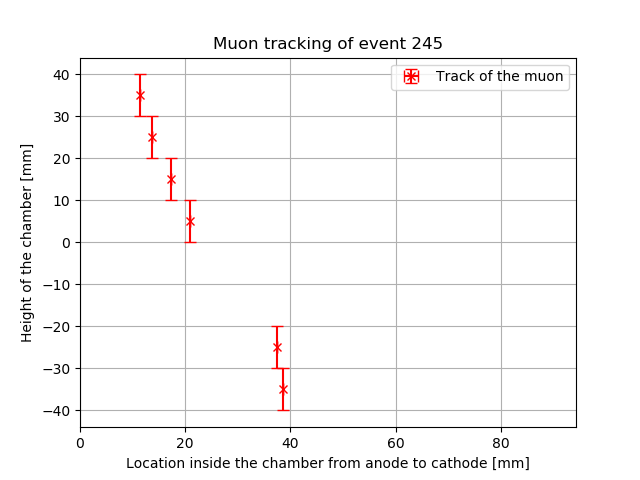 Muon tracking of event 245
Track of the muon
Height of the chamber [mm]
40
30
20
10
0
−10
−20
−30
−40
0 20 40 60 80
Location inside the chamber from anode to cathode [mm]